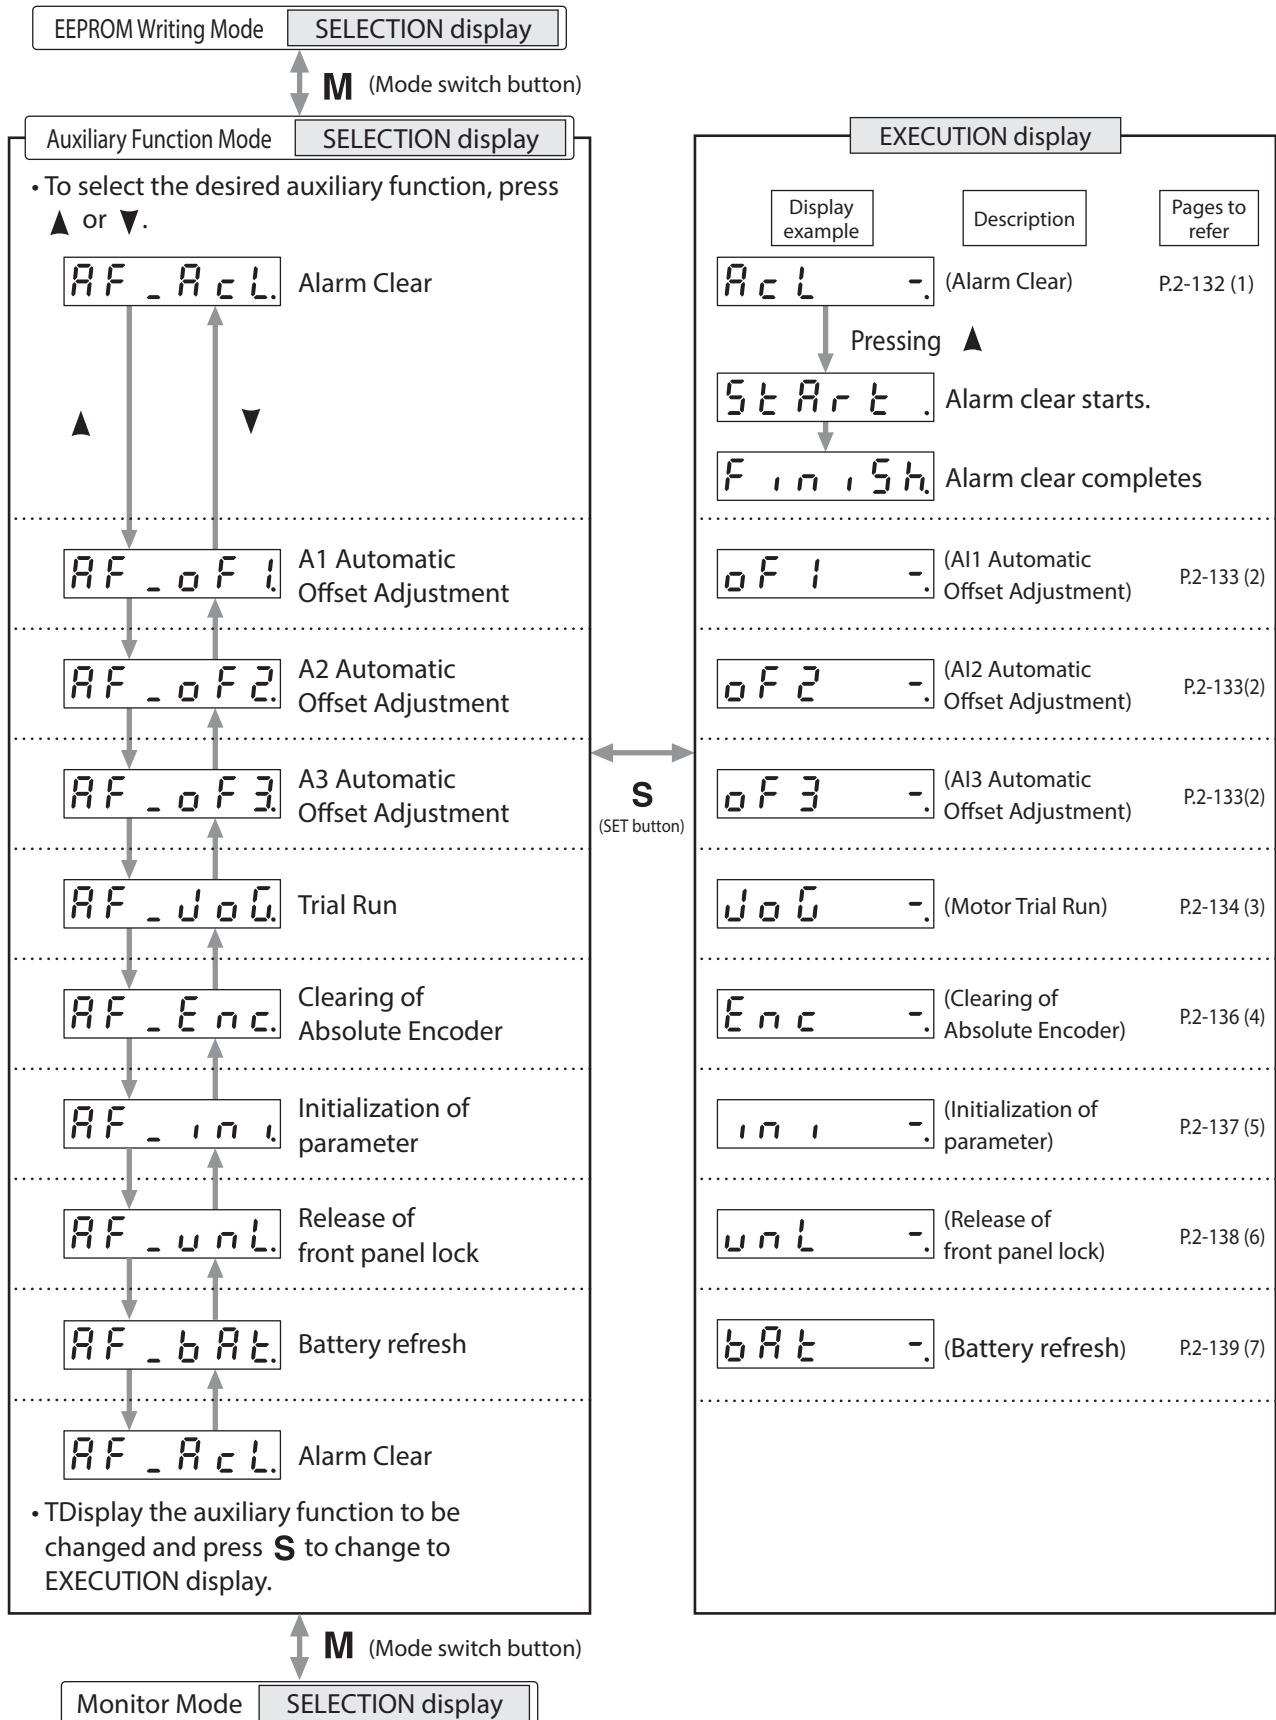 EEPROM Writing Mode SELECTION display
M (Mode switch button)
Auxiliary Function Mode SELECTION display
• To select the desired auxiliary function, press
▲ or ▼.
AF_AcL. Alarm Clear
▲ ▼
AF_oF1. A1 Automatic
Offset Adjustment
AF_oF2. A2 Automatic
Offset Adjustment
AF_oF3. A3 Automatic
Offset Adjustment
AF_JoG. Trial Run
AF_Enc. Clearing of
Absolute Encoder
AF_ini. Initialization of
parameter
AF_unL. Release of
front panel lock
AF_bAt. Battery refresh
AF_AcL. Alarm Clear
• TDisplay the auxiliary function to be
changed and press S to change to
EXECUTION display.
M (Mode switch button)
Monitor Mode SELECTION display
S
(SET button)
EXECUTION display
Display
example
Description
Pages to
refer
AcL -. (Alarm Clear) P.2-132 (1)
Pressing ▲
StArt . Alarm clear starts.
FiniSh. Alarm clear completes
oF1 -. (AI1 Automatic
Offset Adjustment) P.2-133 (2)
oF2 -. (AI2 Automatic
Offset Adjustment) P.2-133(2)
oF3 -. (AI3 Automatic
Offset Adjustment) P.2-133(2)
JoG -. (Motor Trial Run) P.2-134 (3)
Enc -. (Clearing of
Absolute Encoder) P.2-136 (4)
ini -. (Initialization of
parameter) P.2-137 (5)
unL -. (Release of
front panel lock) P.2-138 (6)
bAt -. (Battery refresh) P.2-139 (7)